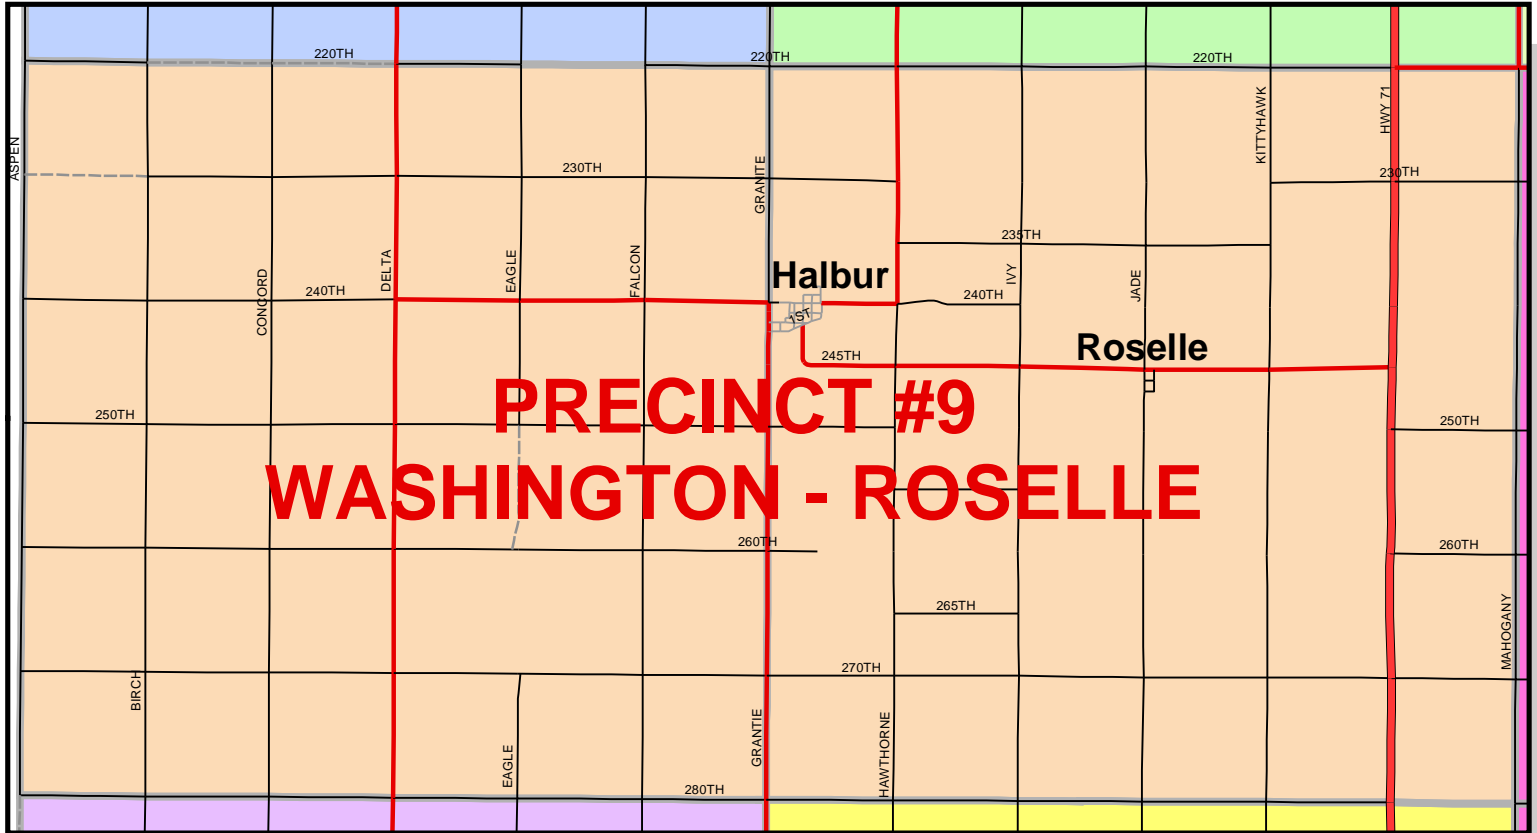 220TH
220TH
220TH
ASPEN
KITTYHAWK
HWY 71
230TH
GRANITE
230TH
235TH
CONCORD
DELTA
EAGLE
FALCON
Halbur
IVY
JADE
240TH
240TH
1ST
245TH
Roselle
250TH
PRECINCT #9
250TH
WASHINGTON - ROSELLE
260TH
260TH
265TH
MAHOGANY
BIRCH
270TH
EAGLE
GRANTIE
HAWTHORNE
280TH